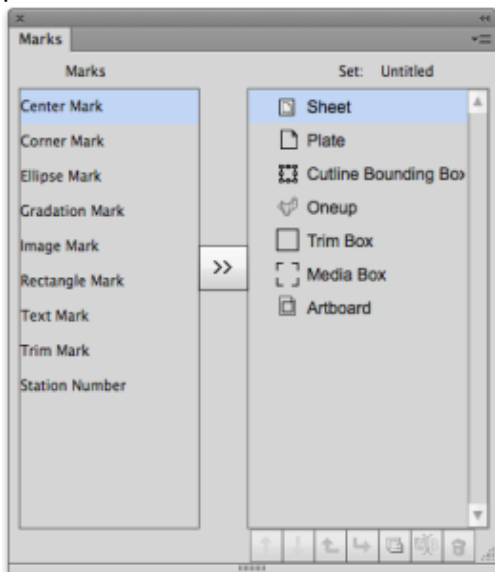 Marks
Marks
Set: Untitled
Center Mark
Corner Mark
Ellipse Mark
Gradation Mark
Image Mark
Rectangle Mark
Text Mark
Trim Mark
Station Number
>>
Sheet
Plate
Cutline Bounding Box
Oneup
Trim Box
Media Box
Artboard